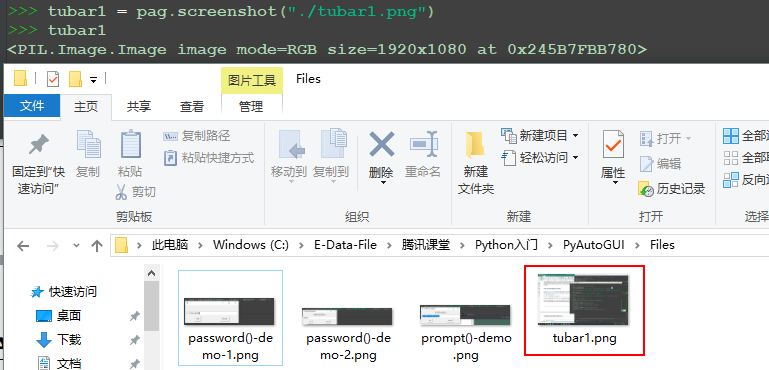 >>> tubar1 = pag.screenshot("./tubar1.png")
>>> tubar1
<PIL.Image.Image image mode=RGB size=1920x1080 at 0x245B7FBB780>
图片工具 Files
文件 主页 共享 查看 管理
固定到"快速访问"
复制
粘贴
复制路径
粘贴快捷方式
剪切
剪贴板
移动到 复制到 删除 重命名
组织
新建
文件夹
新建项目
轻松访问
新建
属性
打开
编辑
历史记录
打开
全部
全部
反向
选择
此电脑 > Windows (C:) > E-Data-File > 腾讯课堂 > Python入门 > PyAutoGUI > Files
快速访问
桌面
下载
文档
password()-de
mo-1.png
password()-de
mo-2.png
prompt()-demo
.png
tubar1.png